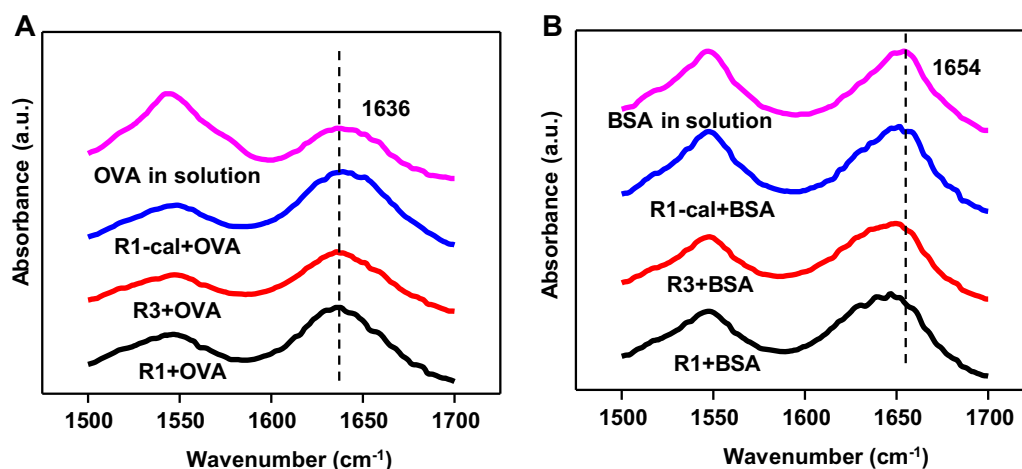 A
Absorbance (a.u.)
1636
OVA in solution
R1-cal+OVA
R3+OVA
R1+OVA
1500 1550 1600 1650 1700
Wavenumber (cm⁻¹)
B
Absorbance (a.u.)
1654
BSA in solution
R1-cal+BSA
R3+BSA
R1+BSA
1500 1550 1600 1650 1700
Wavenumber (cm⁻¹)